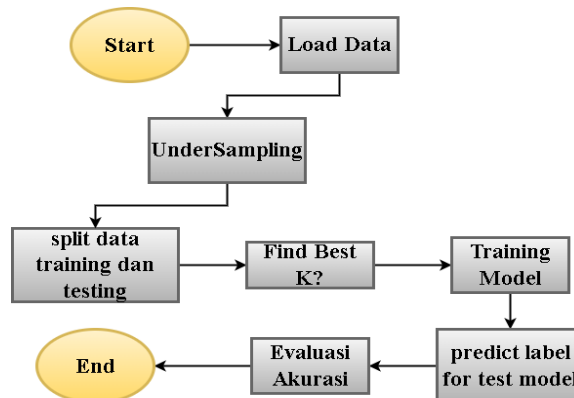 Start
Load Data
UnderSampling
split data
training dan
testing
Find Best
K?
Training
Model
predict label
for test model
Evaluasi
Akurasi
End